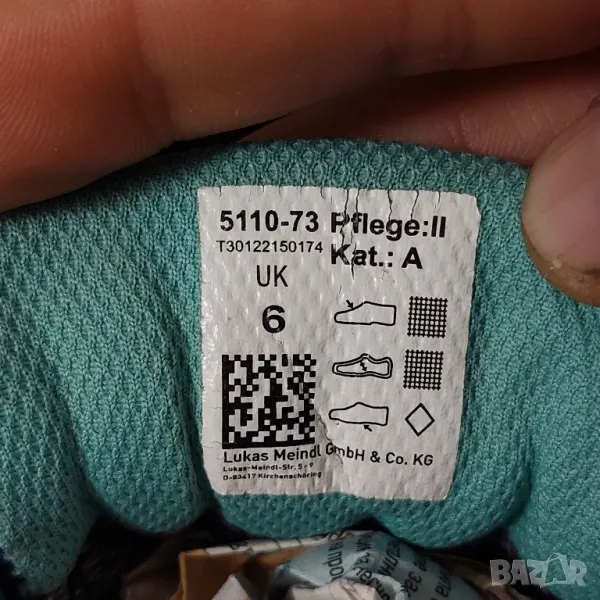 5110-73 Pflege:II
T30122150174 Kat.: A
UK
6
Lukas Meindl GmbH & Co. KG
Lukas-Meindl-Str. 5-9
D-83417 Kirchanschöring
BAZAR